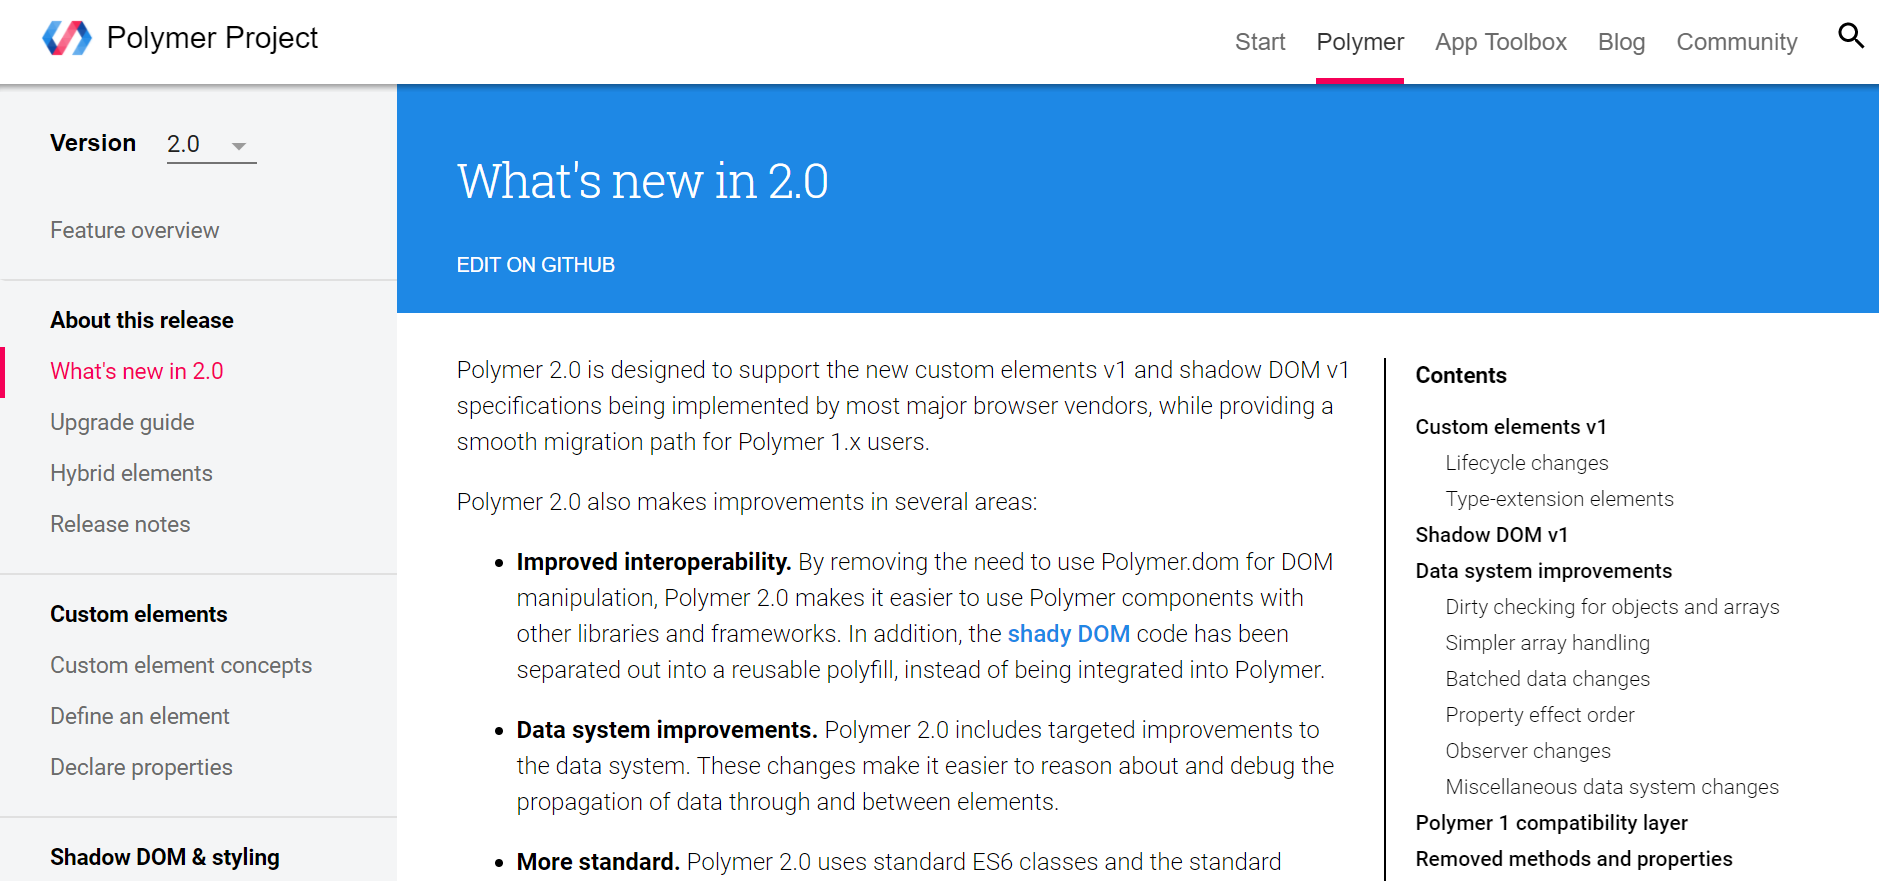 Polymer Project
Start Polymer App Toolbox Blog Community
Version 2.0
Feature overview
About this release
What's new in 2.0
Upgrade guide
Hybrid elements
Release notes
Custom elements
Custom element concepts
Define an element
Declare properties
Shadow DOM & styling
What's new in 2.0
EDIT ON GITHUB
Polymer 2.0 is designed to support the new custom elements v1 and shadow DOM v1
specifications being implemented by most major browser vendors, while providing a
smooth migration path for Polymer 1.x users.
Polymer 2.0 also makes improvements in several areas:
• Improved interoperability. By removing the need to use Polymer.dom for DOM
manipulation, Polymer 2.0 makes it easier to use Polymer components with
other libraries and frameworks. In addition, the shady DOM code has been
separated out into a reusable polyfill, instead of being integrated into Polymer.
• Data system improvements. Polymer 2.0 includes targeted improvements to
the data system. These changes make it easier to reason about and debug the
propagation of data through and between elements.
• More standard. Polymer 2.0 uses standard ES6 classes and the standard
Contents
Custom elements v1
Lifecycle changes
Type-extension elements
Shadow DOM v1
Data system improvements
Dirty checking for objects and arrays
Simpler array handling
Batched data changes
Property effect order
Observer changes
Miscellaneous data system changes
Polymer 1 compatibility layer
Removed methods and properties